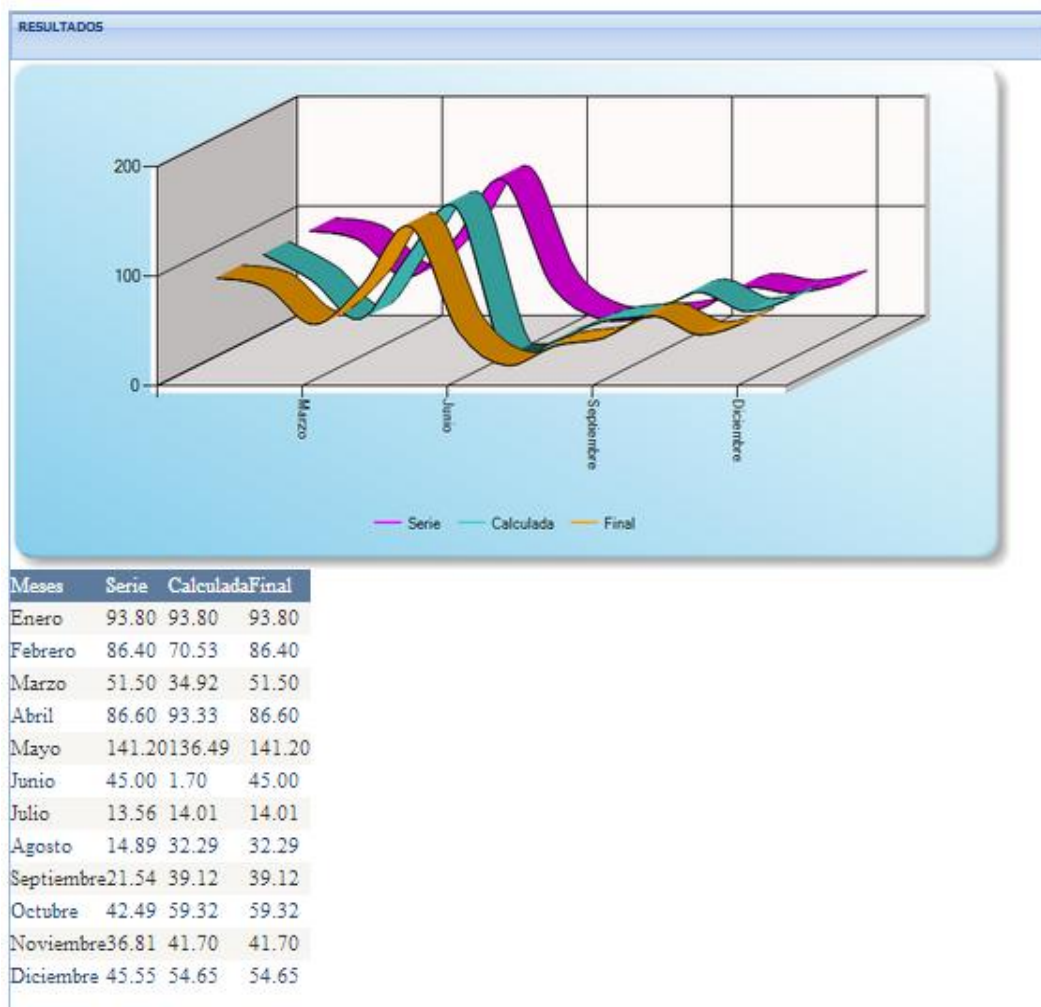 RESULTADOS
200
100
0
Marzo
Junio
Septiembre
Diciembre
Serie Calculada Final
Meses Serie Calculada Final
Enero 93.80 93.80 93.80
Febrero 86.40 70.53 86.40
Marzo 51.50 34.92 51.50
Abril 86.60 93.33 86.60
Mayo 141.20 136.49 141.20
Junio 45.00 1.70 45.00
Julio 13.56 14.01 14.01
Agosto 14.89 32.29 32.29
Septiembre 21.54 39.12 39.12
Octubre 42.49 59.32 59.32
Noviembre 36.81 41.70 41.70
Diciembre 45.55 54.65 54.65